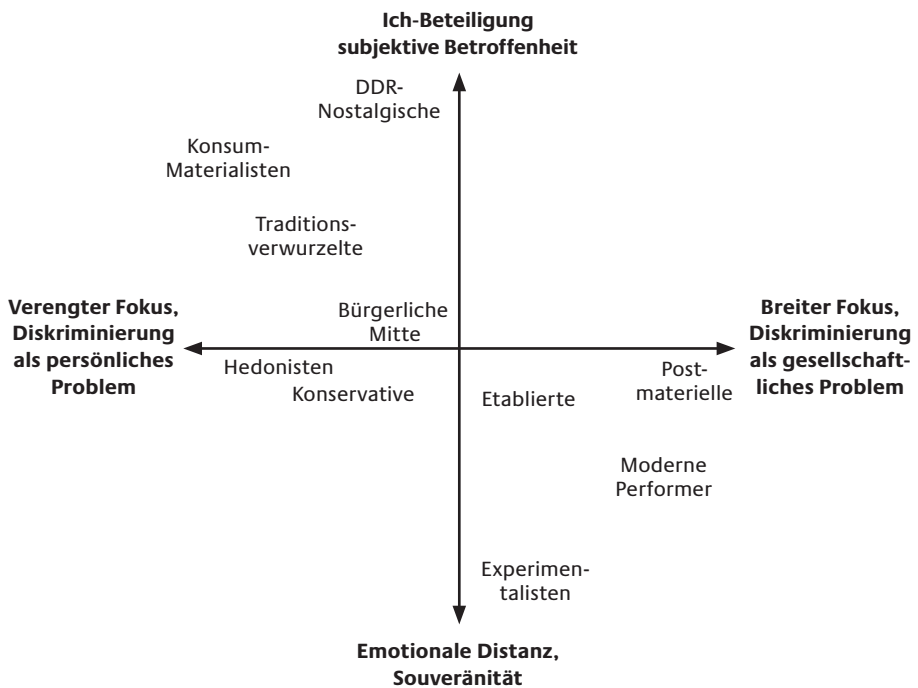 Ich-Beteiligung
subjektive Betroffenheit
DDR-
Nostalgische
Konsum-
Materialisten
Traditions-
verwurzelte
Bürgerliche
Mitte
Verengter Fokus,
Diskriminierung
als persönliches
Problem
Breiter Fokus,
Diskriminierung
als gesellschaft-
liches Problem
Hedonisten
Konservative
Etablierte
Post-
materielle
Moderne
Performer
Experimen-
talisten
Emotionale Distanz,
Souveränität